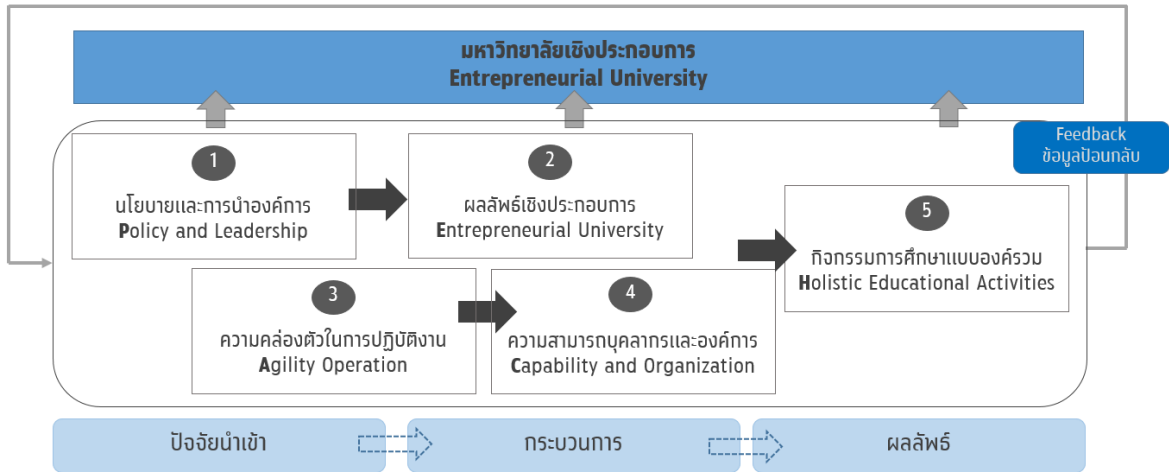 มหาวิทยาลัยเชิงประกอบการ
Entrepreneurial University
Feedback
ข้อมูลป้อนกลับ
1
นโยบายและการนำองค์การ
Policy and Leadership
2
ผลลัพธ์เชิงประกอบการ
Entrepreneurial University
3
ความคล่องตัวในการปฏิบัติงาน
Agility Operation
4
ความสามารถบุคลากรและองค์การ
Capability and Organization
5
กิจกรรมการศึกษาแบบองค์รวม
Holistic Educational Activities
ปัจจัยนำเข้า
กระบวนการ
ผลลัพธ์